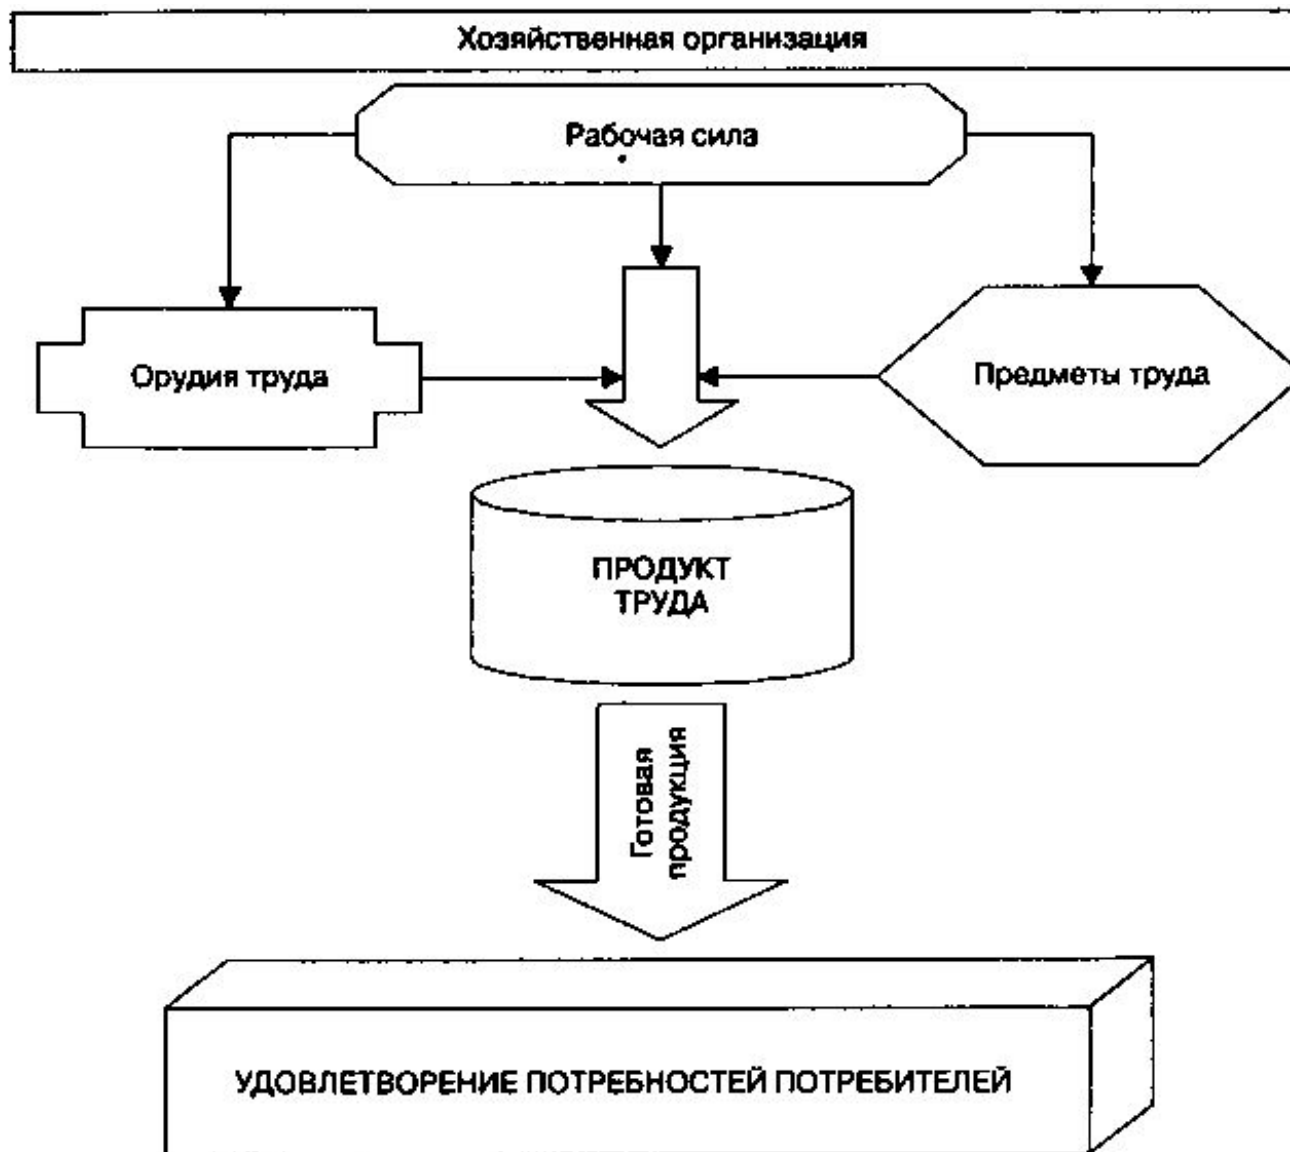 Хозяйственная организация
Рабочая сила
Орудия труда
Предметы труда
ПРОДУКТ
ТРУДА
Готовая
продукция
УДОВЛЕТВОРЕНИЕ ПОТРЕБНОСТЕЙ ПОТРЕБИТЕЛЕЙ